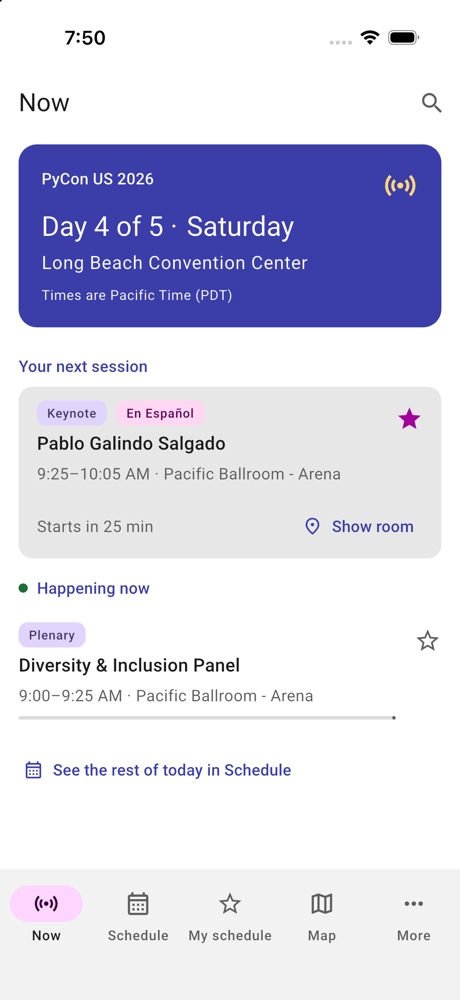 7:50
Now
PyCon US 2026
Day 4 of 5 · Saturday
Long Beach Convention Center
Times are Pacific Time (PDT)
Your next session
Keynote
En Español
Pablo Galindo Salgado
9:25–10:05 AM · Pacific Ballroom - Arena
Starts in 25 min
Show room
Happening now
Plenary
Diversity & Inclusion Panel
9:00–9:25 AM · Pacific Ballroom - Arena
See the rest of today in Schedule
Now
Schedule
My schedule
Map
More